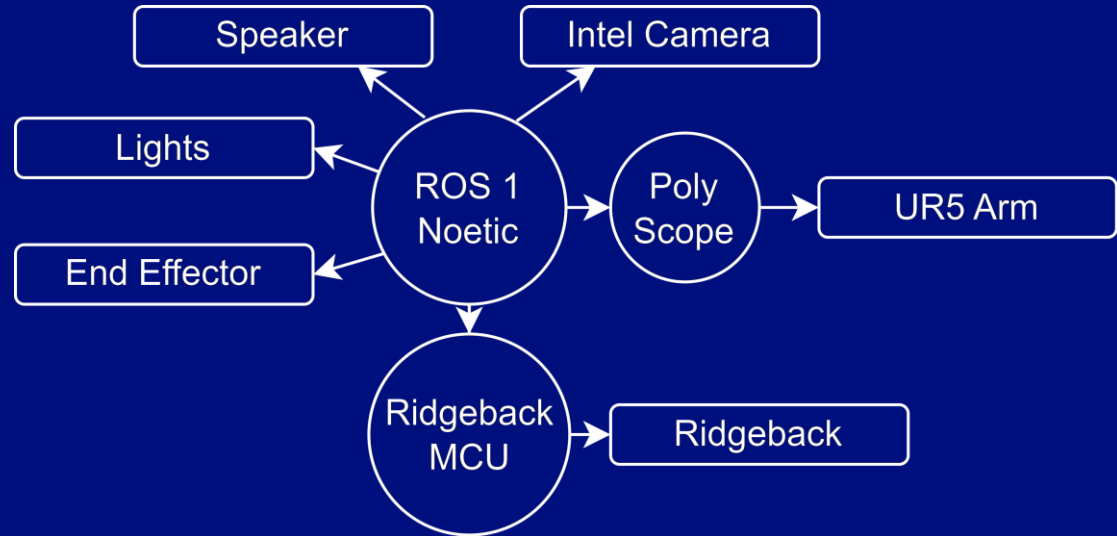 Speaker
Intel Camera
Lights
ROS 1
Noetic
Poly
Scope
UR5 Arm
End Effector
Ridgeback
MCU
Ridgeback